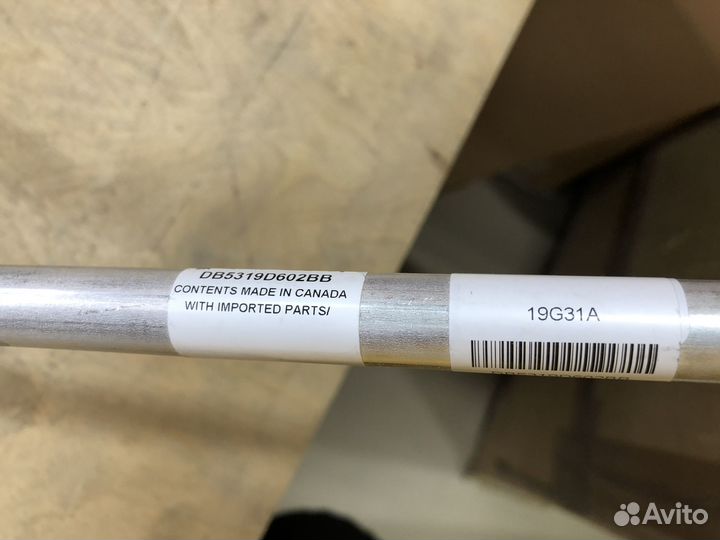 DB5319D602BB
CONTENTS MADE IN CANADA
WITH IMPORTED PARTS/
19G31A
Avito